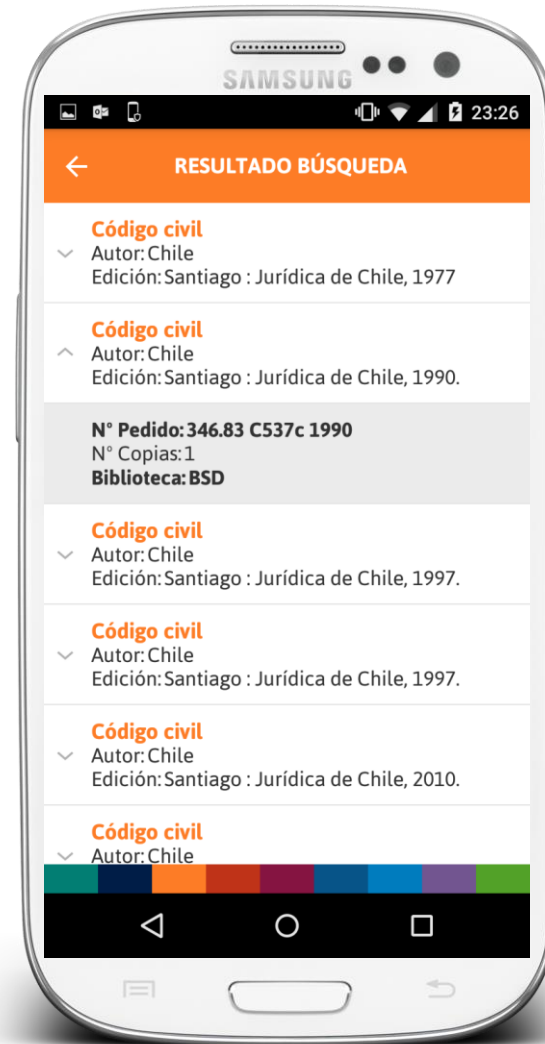 SAMSUNG
23:26
RESULTADO BÚSQUEDA
Código civil
Autor: Chile
Edición: Santiago : Jurídica de Chile, 1977
Código civil
Autor: Chile
Edición: Santiago : Jurídica de Chile, 1990.
N° Pedido: 346.83 C537c 1990
N° Copias: 1
Biblioteca: BSD
Código civil
Autor: Chile
Edición: Santiago : Jurídica de Chile, 1997.
Código civil
Autor: Chile
Edición: Santiago : Jurídica de Chile, 1997.
Código civil
Autor: Chile
Edición: Santiago : Jurídica de Chile, 2010.
Código civil
Autor: Chile